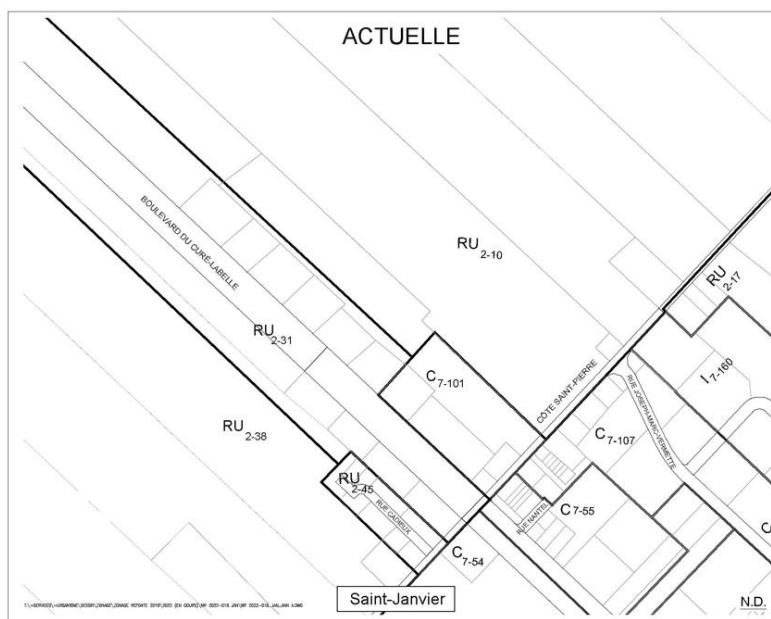 ACTUELLE
BOULEVARD DU CURÉ-LABELLE
RU 2-10
RU 2-17
RU 2-31
C 7-101
CÔTE SAINT-PIERRE
I 7-160
RUE JOSEPH-MARC-VERMETTE
RU 2-38
C 7-107
RU 2-45
RUE CADIEUX
RUE NANTEL
C 7-55
C 7-54
Saint-Janvier
N.D.